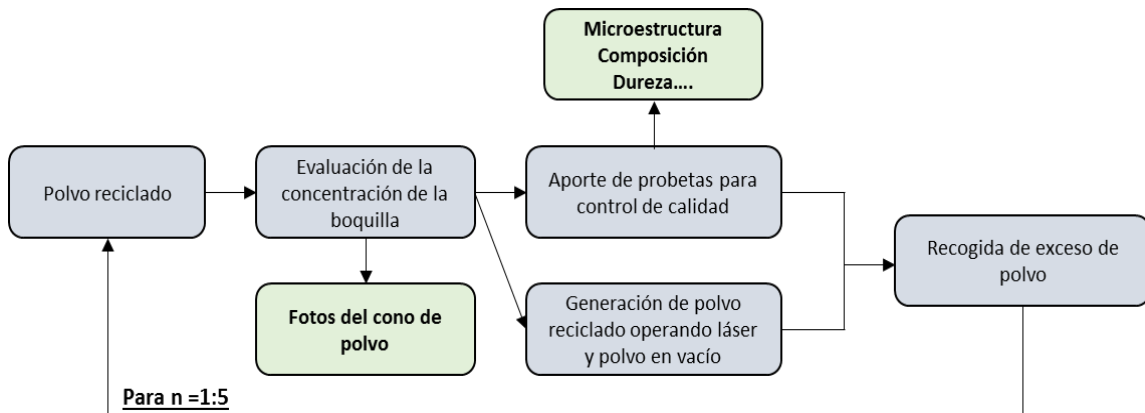 Microestructura
Composición
Dureza....
Polvo reciclado
Evaluación de la
concentración de la
boquilla
Aporte de probetas para
control de calidad
Recogida de exceso de
polvo
Fotos del cono de
polvo
Generación de polvo
reciclado operando láser
y polvo en vacío
Para n =1:5